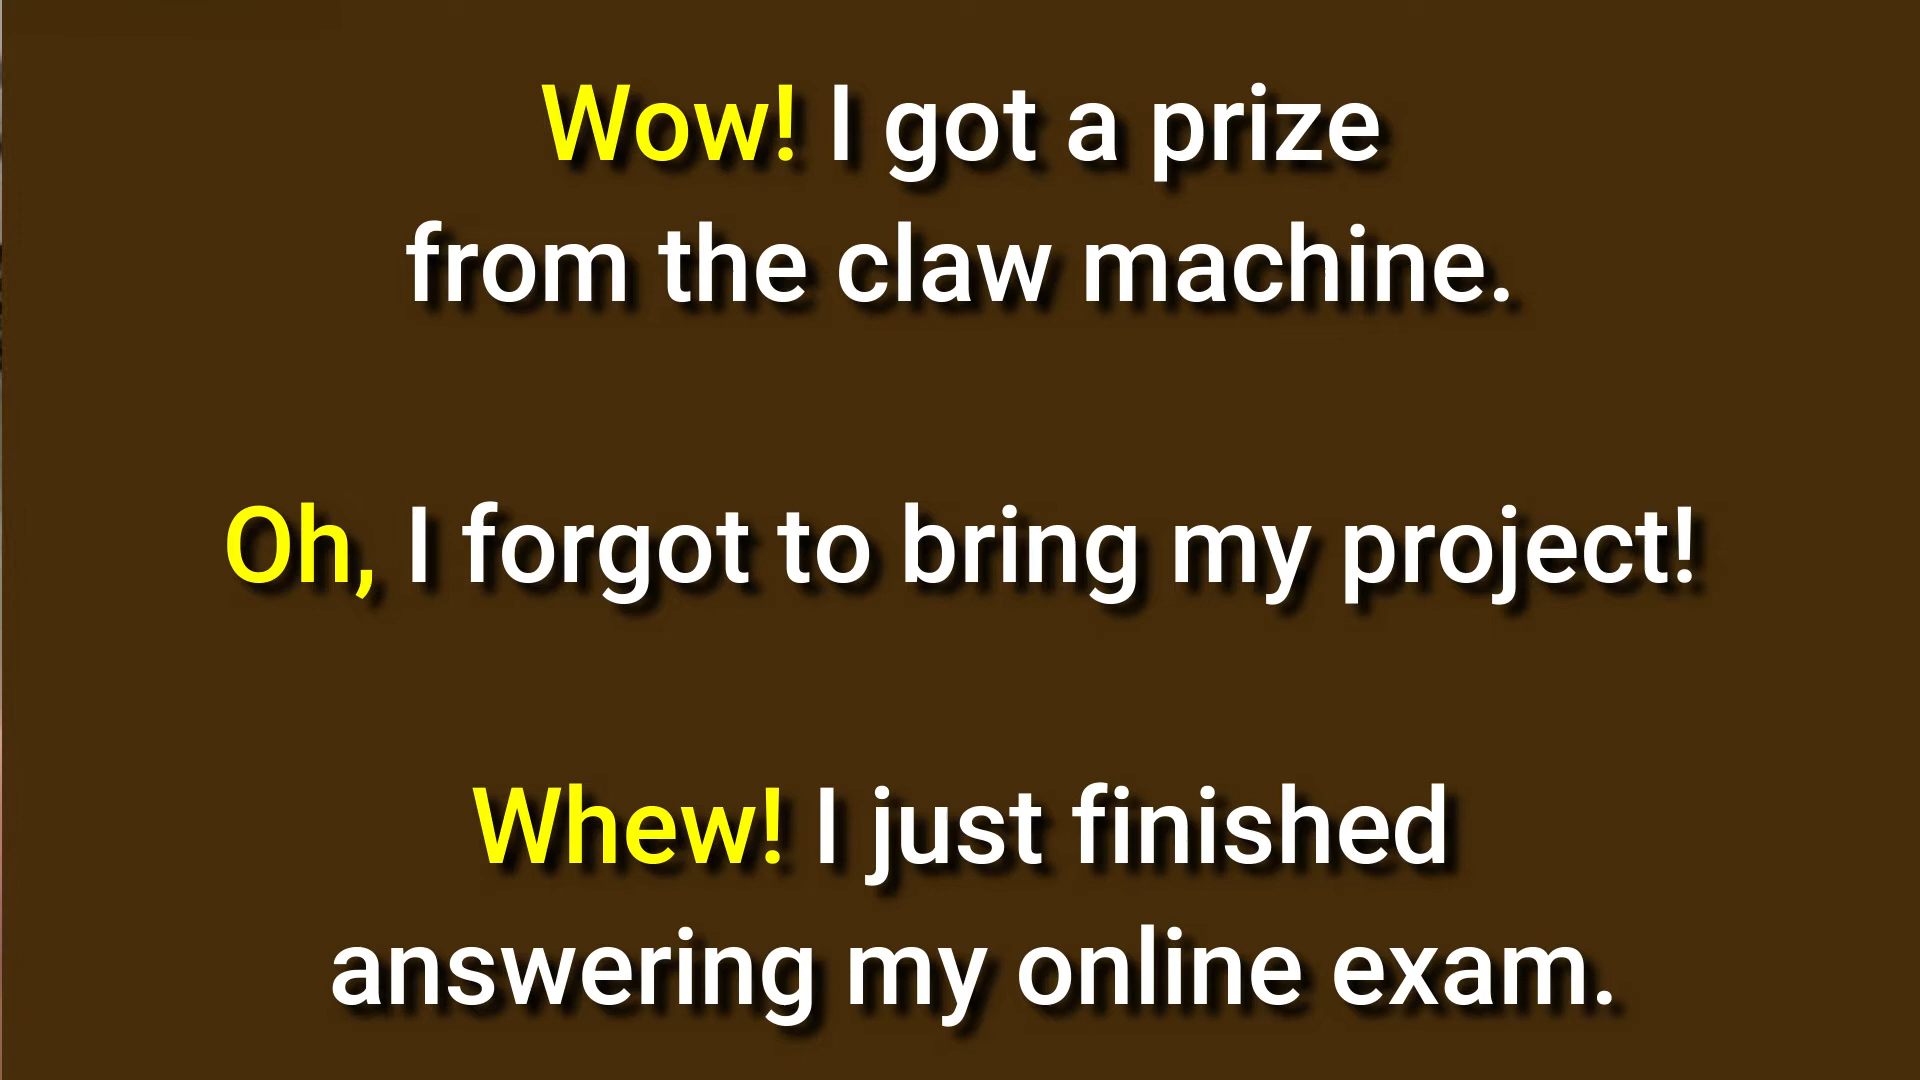 Wow! I got a prize
from the claw machine.
Oh, I forgot to bring my project!
Whew! I just finished
answering my online exam.